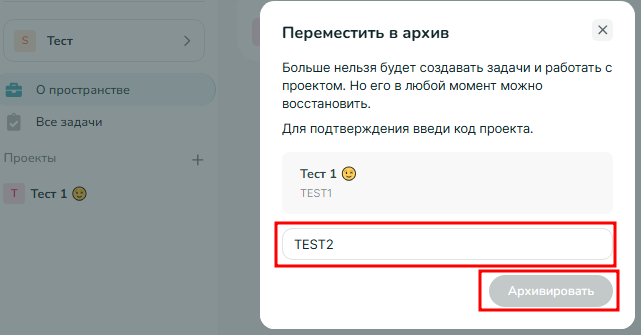 S Тест
О пространстве
Все задачи
Проекты
Т Тест 1
Переместить в архив
Больше нельзя будет создавать задачи и работать с
проектом. Но его в любой момент можно
восстановить.
Для подтверждения введи код проекта.
Тест 1
TEST1
TEST2
Архивировать